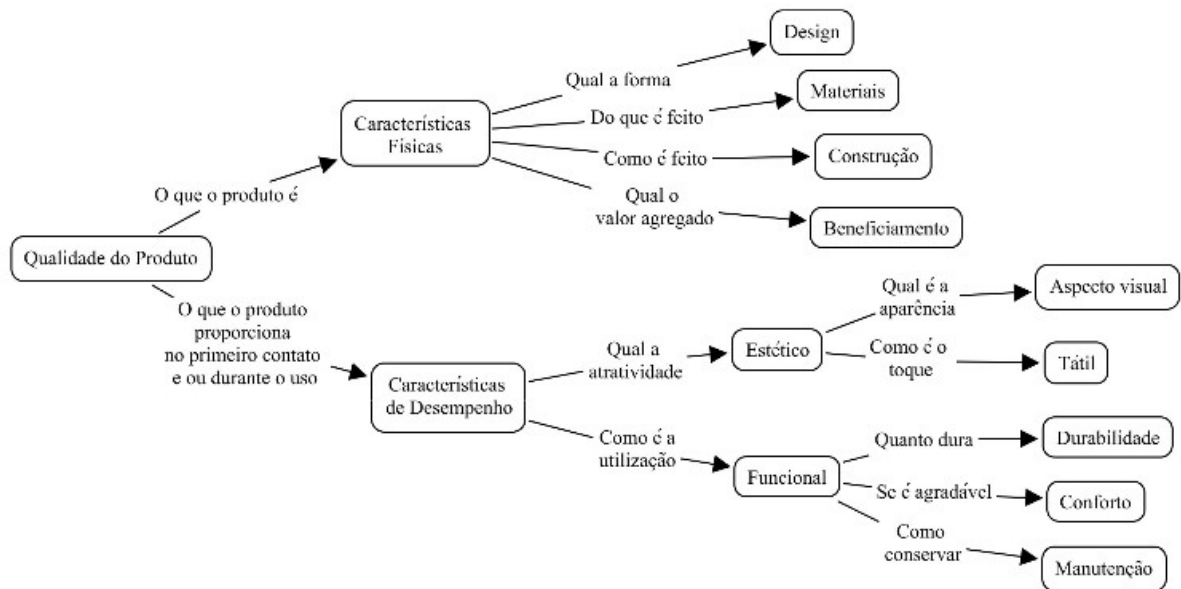 Design
Qual a forma
Materiais
Características
Físicas
Do que é feito
Como é feito
Construção
O que o produto é
Qual o
valor agregado
Beneficiamento
Qualidade do Produto
O que o produto
proporciona
no primeiro contato
e ou durante o uso
Características
de Desempenho
Qual a
atratividade
Estético
Qual é a
aparência
Aspecto visual
Como é o
toque
Tátil
Como é a
utilização
Funcional
Quanto dura
Durabilidade
Se é agradável
Conforto
Como
conservar
Manutenção